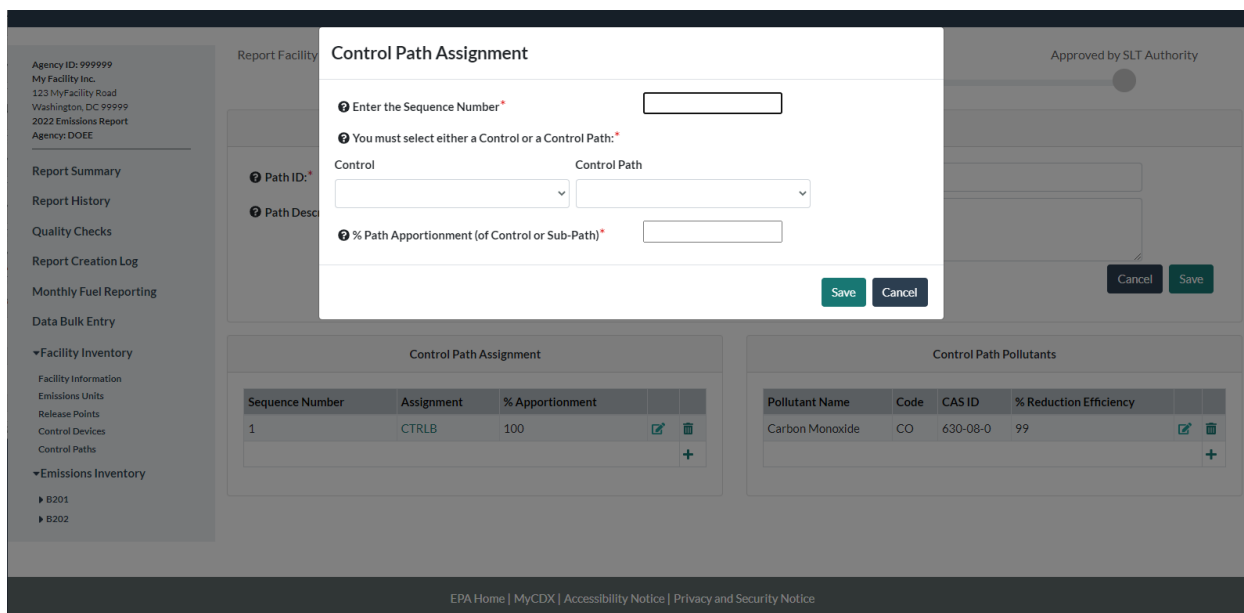 Agency ID: 999999
My Facility Inc.
123 MyFacility Road
Washington, DC 99999
2022 Emissions Report
Agency: DOEE
Report Summary
Report History
Quality Checks
Report Creation Log
Monthly Fuel Reporting
Data Bulk Entry
Facility Inventory
Facility Information
Emissions Units
Release Points
Control Devices
Control Paths
Emissions Inventory
B201
B202
Report Facility
Approved by SLT Authority
Path ID:*
Path Descr
Control Path Assignment
Enter the Sequence Number*
You must select either a Control or a Control Path:*
Control Control Path
% Path Apportionment (of Control or Sub-Path)*
Save Cancel
Cancel Save
Control Path Assignment
Sequence Number Assignment % Apportionment
1 CTRLB 100
+
Control Path Pollutants
Pollutant Name Code CAS ID % Reduction Efficiency
Carbon Monoxide CO 630-08-0 99
+
EPA Home | MyCDX | Accessibility Notice | Privacy and Security Notice